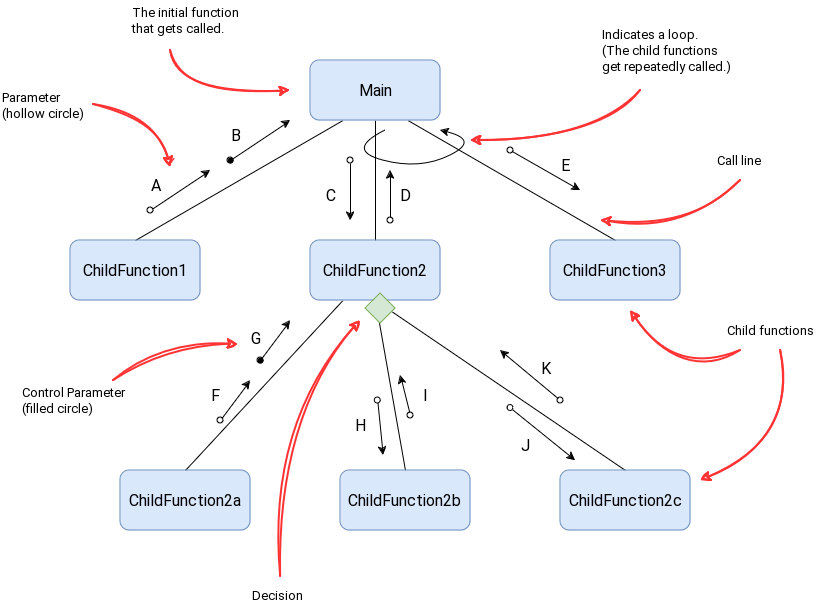 The initial function
that gets called.
Indicates a loop.
(The child functions
get repeatedly called.)
Main
Parameter
(hollow circle)
B
A
C
D
E
Call line
ChildFunction1
ChildFunction2
ChildFunction3
G
Child functions
F
K
Control Parameter
(filled circle)
H
I
J
ChildFunction2a
ChildFunction2b
ChildFunction2c
Decision